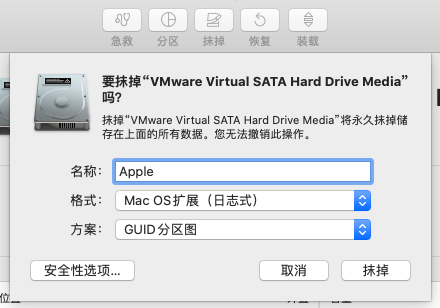 急救 分区 抹掉 恢复 装载
要抹掉“VMware Virtual SATA Hard Drive Media”
吗?
抹掉“VMware Virtual SATA Hard Drive Media”将永久抹掉储
存在上面的所有数据。您无法撤销此操作。
名称: Apple
格式: Mac OS扩展（日志式）
方案: GUID分区图
安全性选项... 取消 抹掉